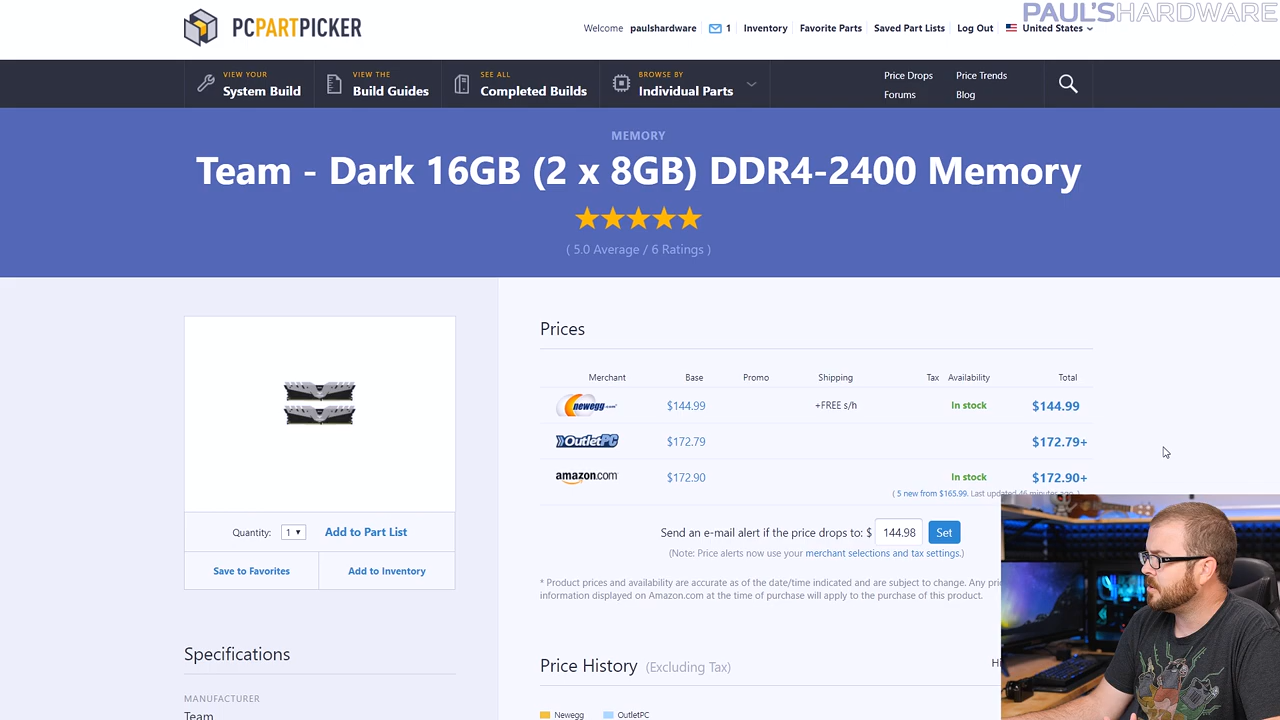 PAUL'SHARDWARE
PCPARTPICKER
Welcome paulshardware 1 Inventory Favorite Parts Saved Part Lists Log Out United States
VIEW YOUR
System Build
VIEW THE
Build Guides
SEE ALL
Completed Builds
BROWSE BY
Individual Parts
Price Drops Price Trends
Forums Blog
MEMORY
Team - Dark 16GB (2 x 8GB) DDR4-2400 Memory
( 5.0 Average / 6 Ratings )
Quantity: 1 Add to Part List
Save to Favorites Add to Inventory
Specifications
MANUFACTURER
Team
Prices
Merchant Base Promo Shipping Tax Availability Total
newegg.com $144.99 +FREE s/h In stock $144.99
OutletPC $172.79 $172.79+
amazon.com $172.90 In stock $172.90+
( 5 new from $165.99. Last updated 46 minutes ago. )
Send an e-mail alert if the price drops to: $ 144.98 Set
(Note: Price alerts now use your merchant selections and tax settings.)
* Product prices and availability are accurate as of the date/time indicated and are subject to change. Any
information displayed on Amazon.com at the time of purchase will apply to the purchase of this product.
Price History (Excluding Tax)
Newegg OutletPC